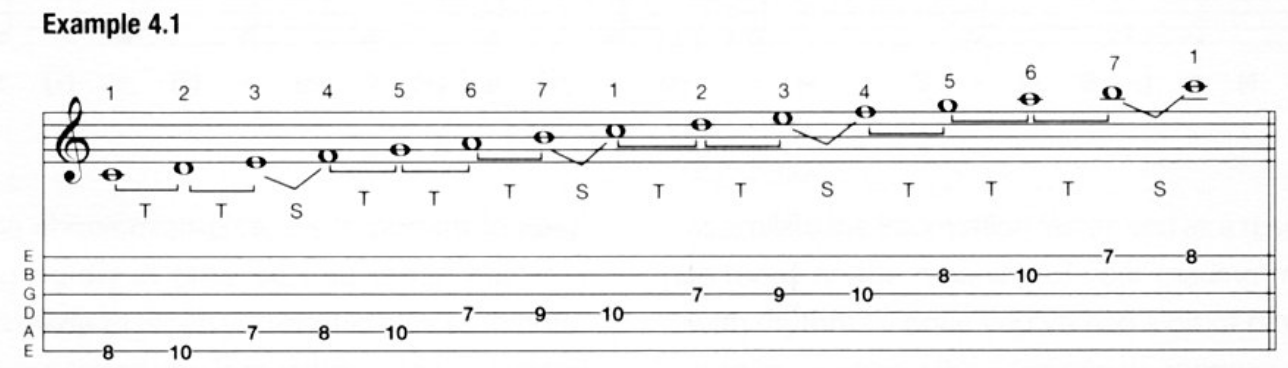 Example 4.1
1 2 3 4 5 6 7 1 2 3 4 5 6 7 1
T T S T T T S T T S T T T S
E 7 8
B 8 10
G 7 9 10
D 7 9 10
A 7 8 10
E 8 10